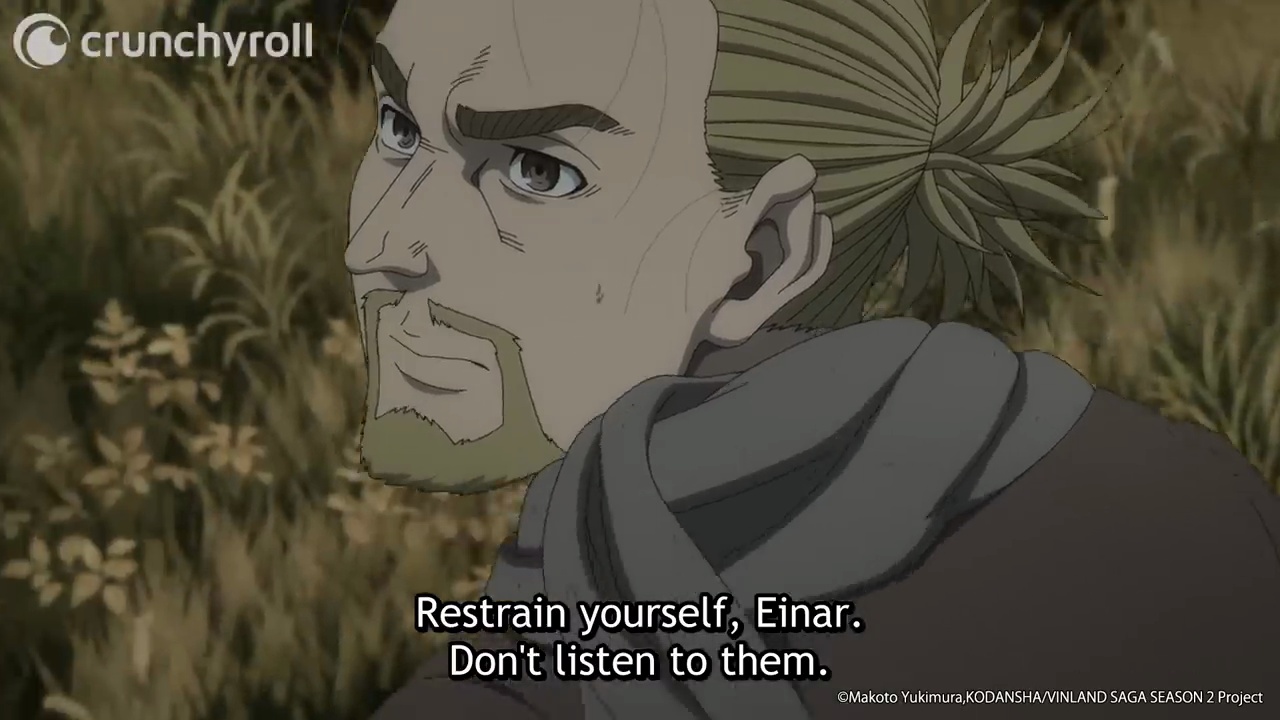 crunchyroll
Restrain yourself, Einar.
Don't listen to them.
©Makoto Yukimura,KODANSHA/VINLAND SAGA SEASON 2 Project